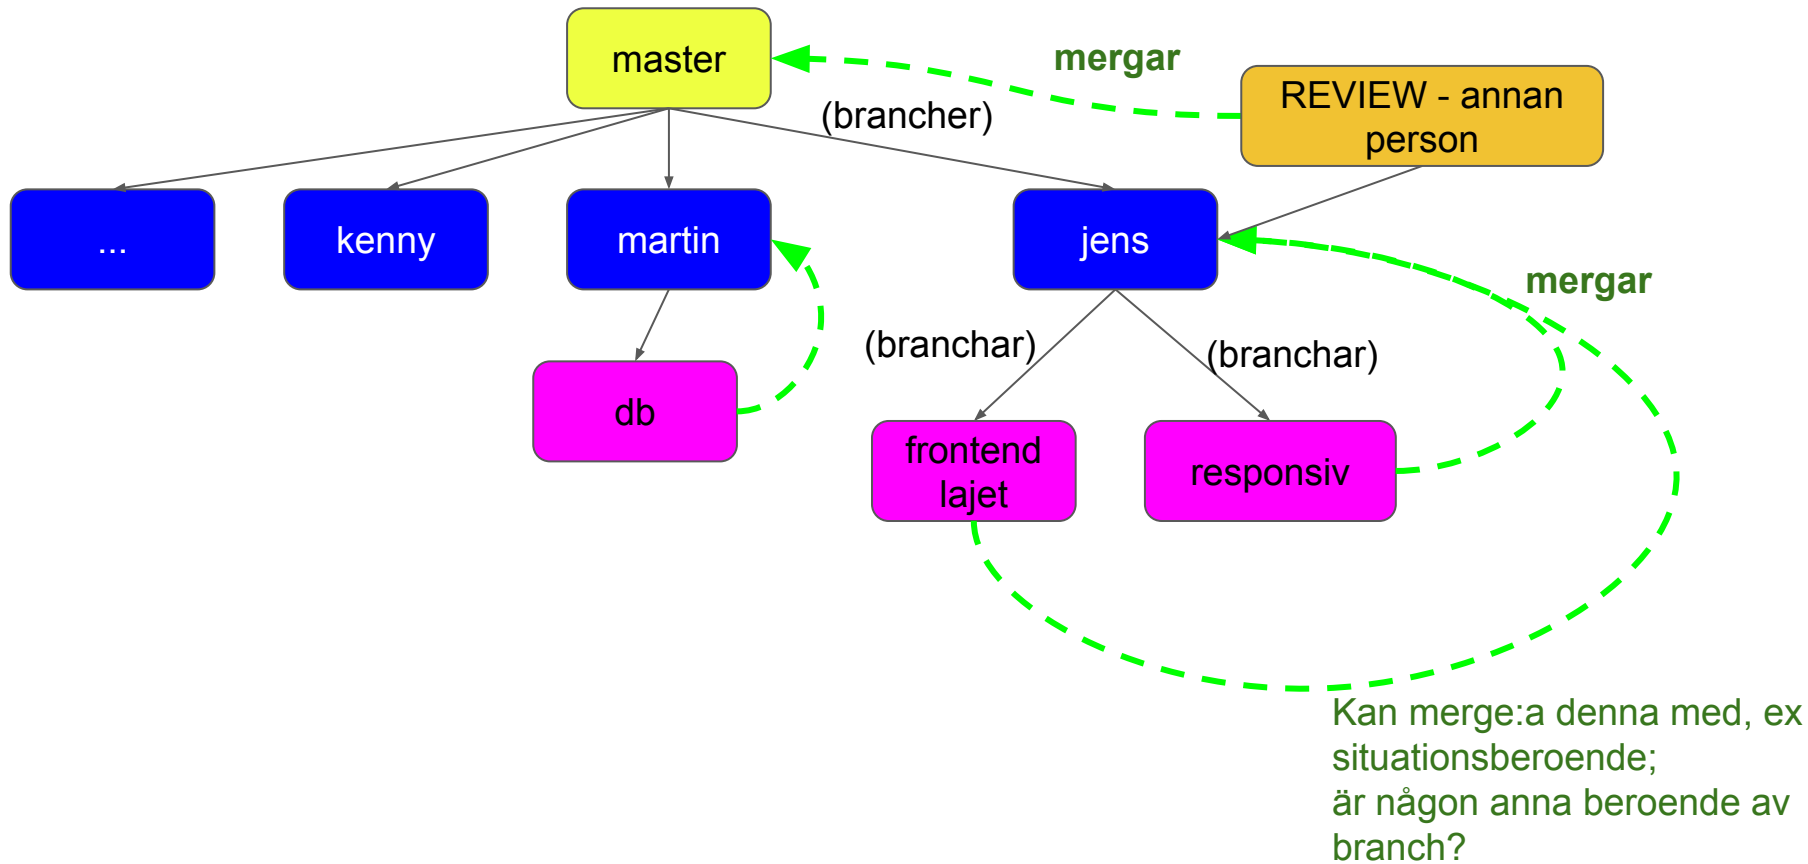 master
mergar
REVIEW - annan
person
(brancher)
...
kenny
martin
jens
mergar
(branchar)
(branchar)
db
frontend
lajet
responsiv
Kan merge:a denna med, ex
situationsberoende;
är någon anna beroende av
branch?